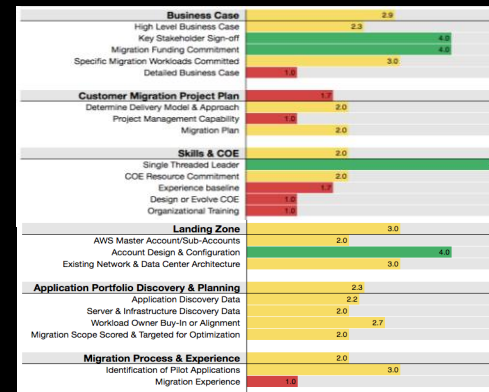 Business Case 2.9
High Level Business Case 2.3
Key Stakeholder Sign-off 4.0
Migration Funding Commitment 4.0
Specific Migration Workloads Committed 3.0
Detailed Business Case 1.0
Customer Migration Project Plan 1.7
Determine Delivery Model & Approach 2.0
Project Management Capability 1.0
Migration Plan 2.0
Skills & COE 2.0
Single Threaded Leader
COE Resource Commitment 2.0
Experience baseline 1.7
Design or Evolve COE 1.0
Organizational Training 1.0
Landing Zone 3.0
AWS Master Account/Sub-Accounts 2.0
Account Design & Configuration 4.0
Existing Network & Data Center Architecture 3.0
Application Portfolio Discovery & Planning 2.3
Application Discovery Data 2.2
Server & Infrastructure Discovery Data 2.0
Workload Owner Buy-In or Alignment 2.7
Migration Scope Scored & Targeted for Optimization 2.0
Migration Process & Experience 2.0
Identification of Pilot Applications 3.0
Migration Experience 1.0